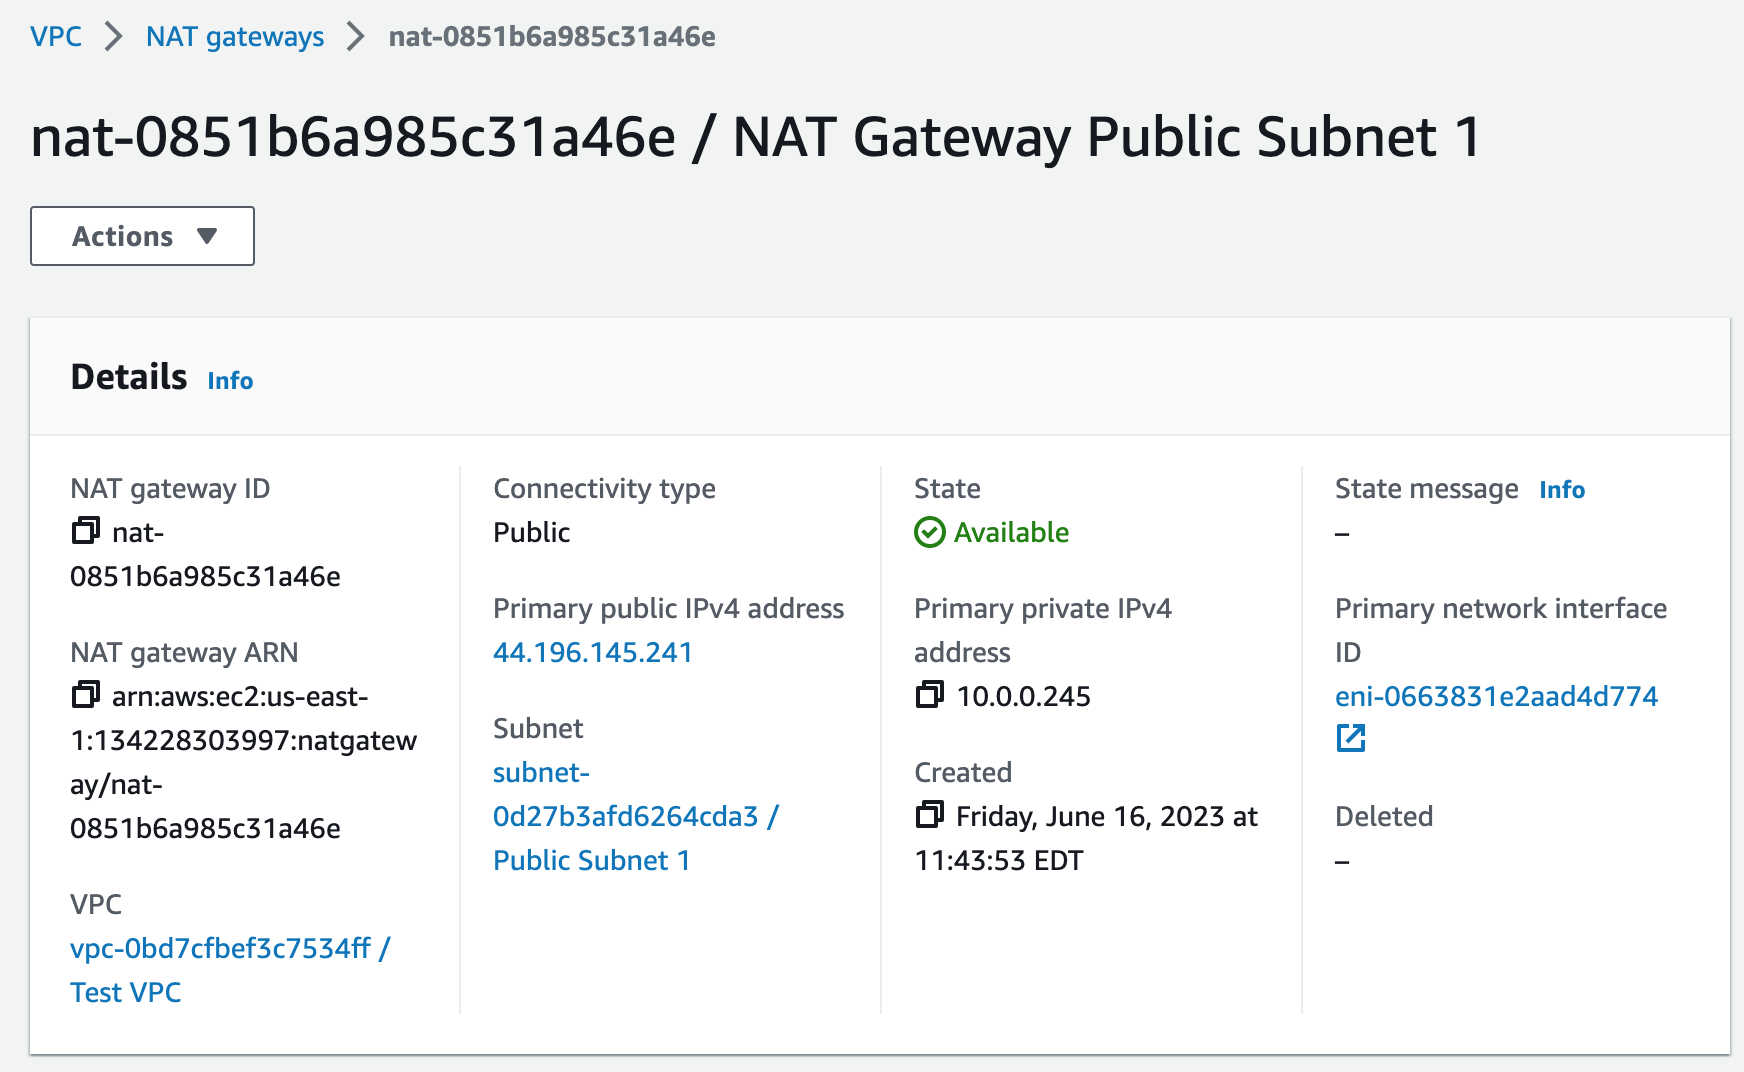 VPC > NAT gateways > nat-0851b6a985c31a46e
nat-0851b6a985c31a46e / NAT Gateway Public Subnet 1
Actions
Details Info
NAT gateway ID
nat-
0851b6a985c31a46e
NAT gateway ARN
arn:aws:ec2:us-east-
1:134228303997:natgatew
ay/nat-
0851b6a985c31a46e
VPC
vpc-0bd7cfbef3c7534ff /
Test VPC
Connectivity type
Public
Primary public IPv4 address
44.196.145.241
Subnet
subnet-
0d27b3afd6264cda3 /
Public Subnet 1
State
Available
Primary private IPv4
address
10.0.0.245
Created
Friday, June 16, 2023 at
11:43:53 EDT
State message Info
–
Primary network interface
ID
eni-0663831e2aad4d774
Deleted
–